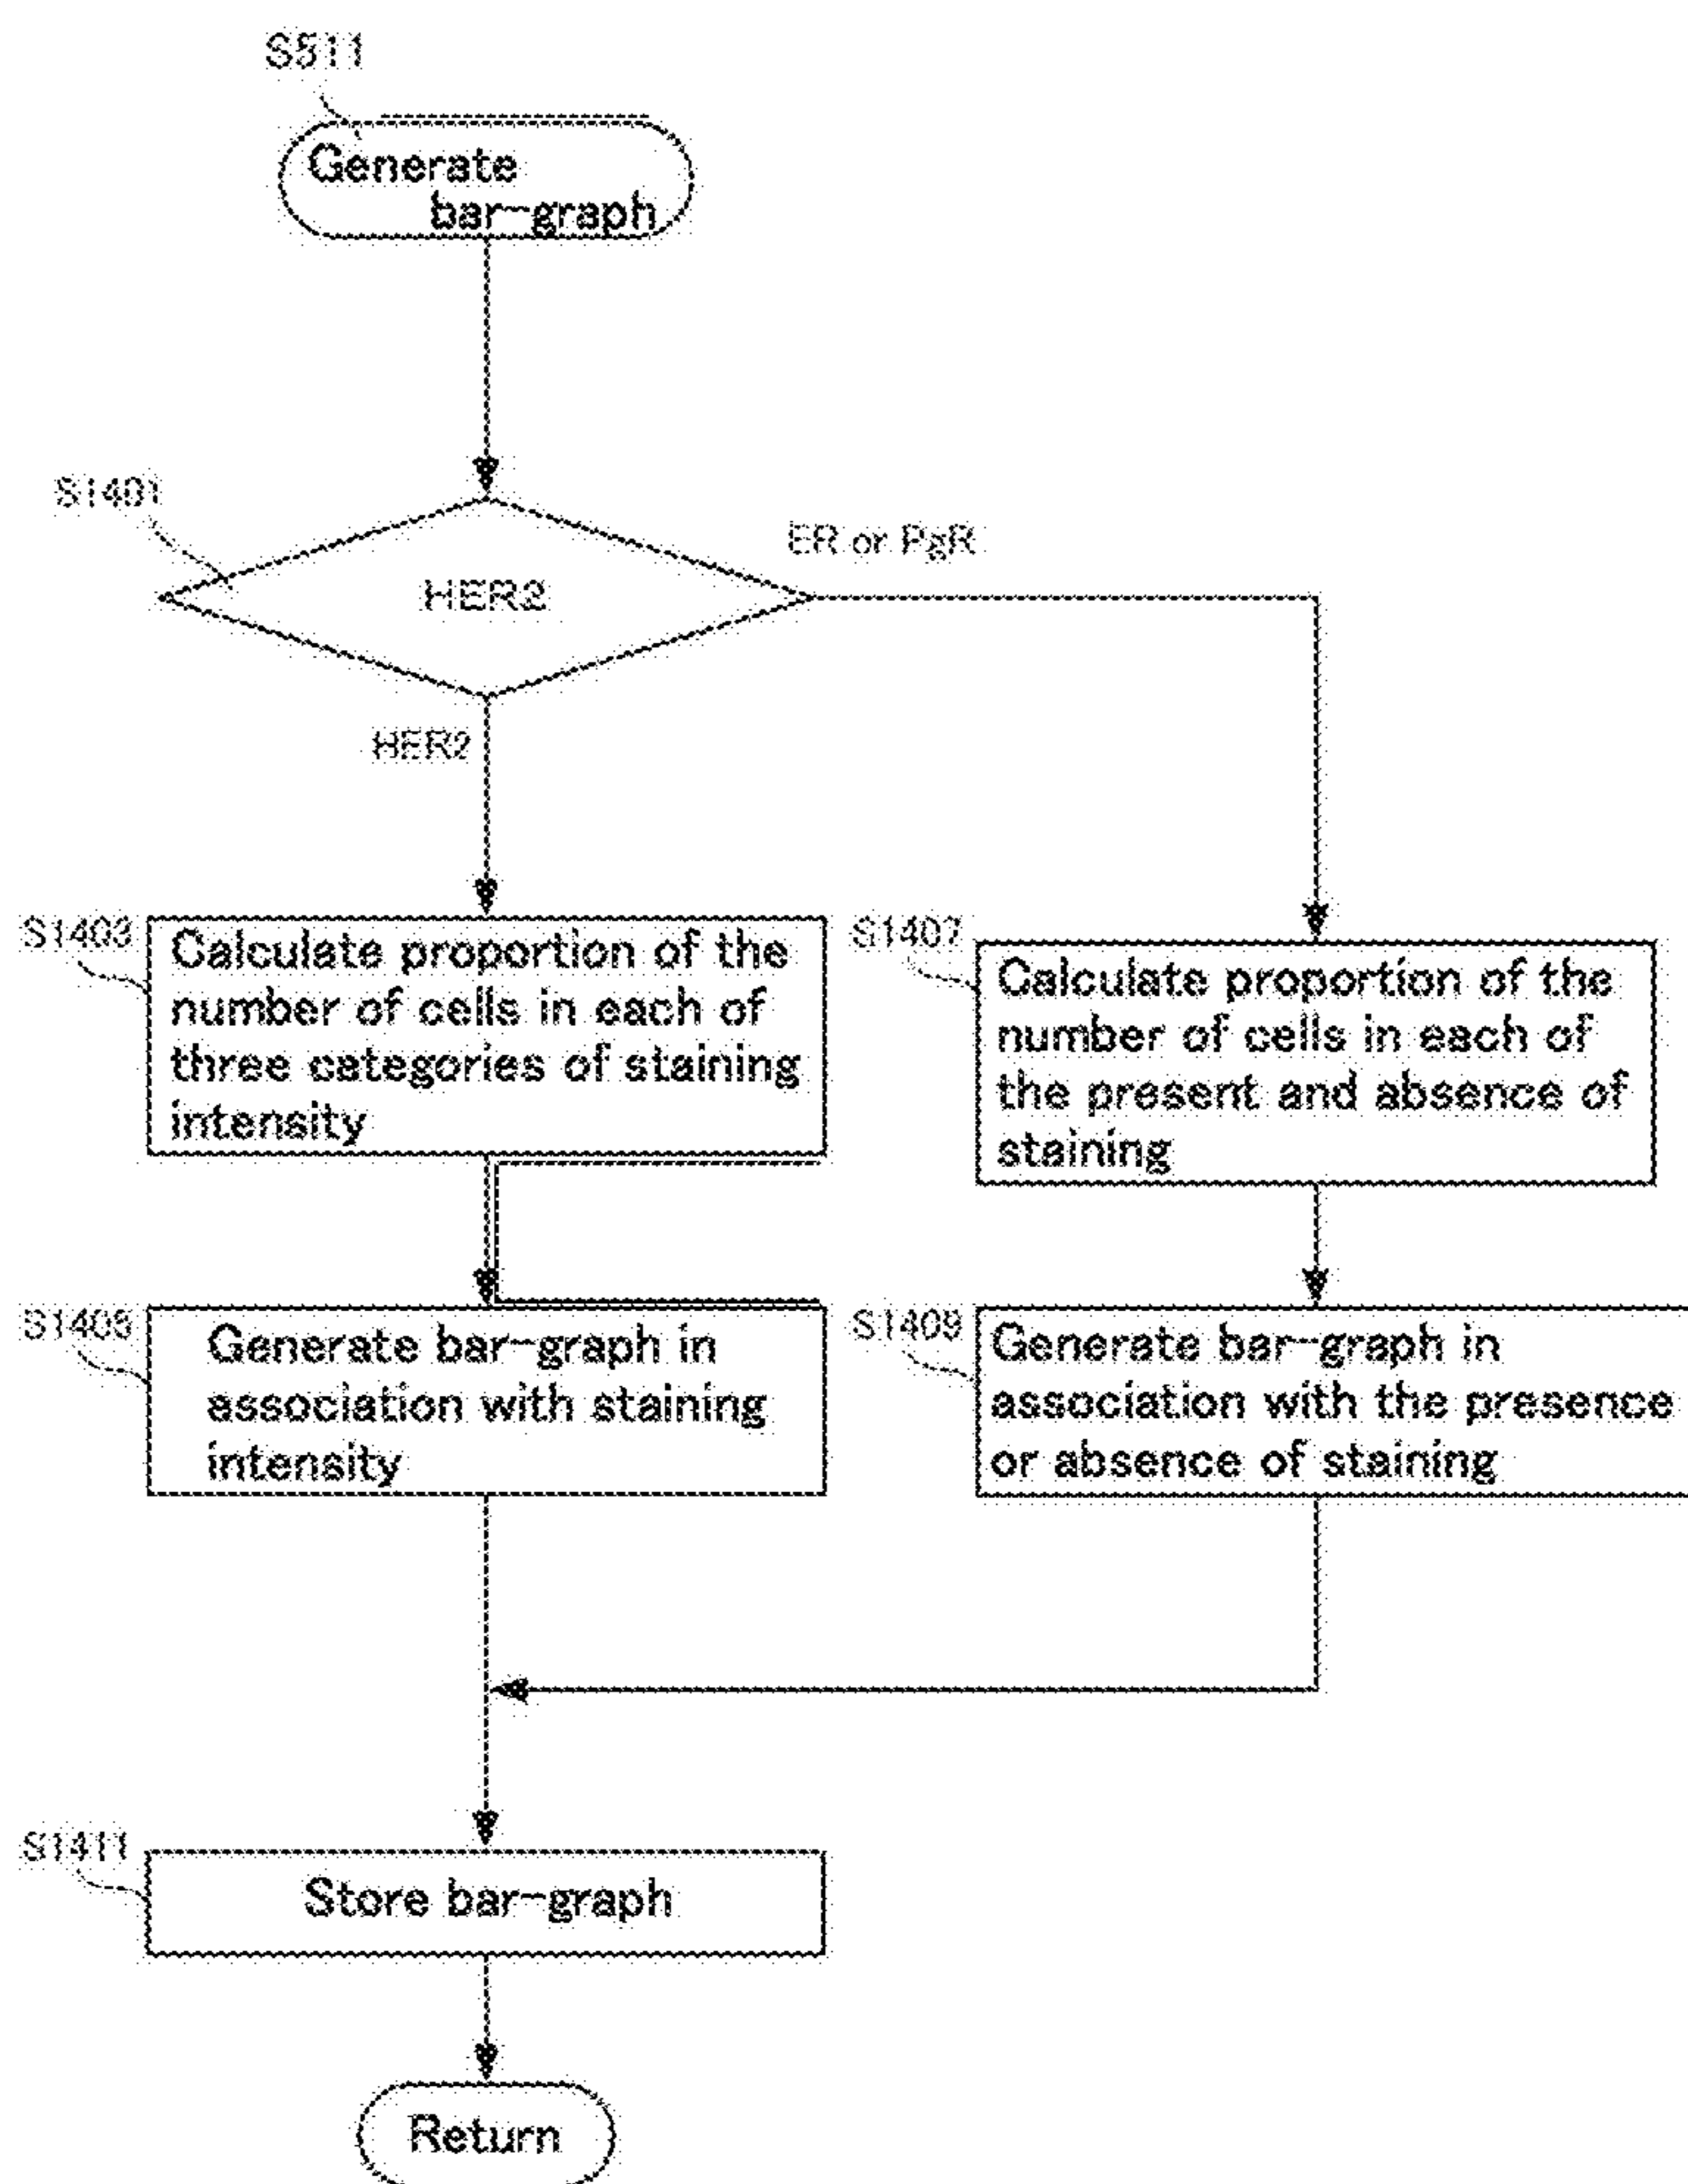 S511
Generate
bar-graph
S1401
HER2
ER or PgR
HER2
S1403
Calculate proportion of the
number of cells in each of
three categories of staining
intensity
S1407
Calculate proportion of the
number of cells in each of
the present and absence of
staining
Generate bar-graph in
association with staining
intensity
S1409
Generate bar-graph in
association with the presence
or absence of staining
S1411
Store bar-graph
Return